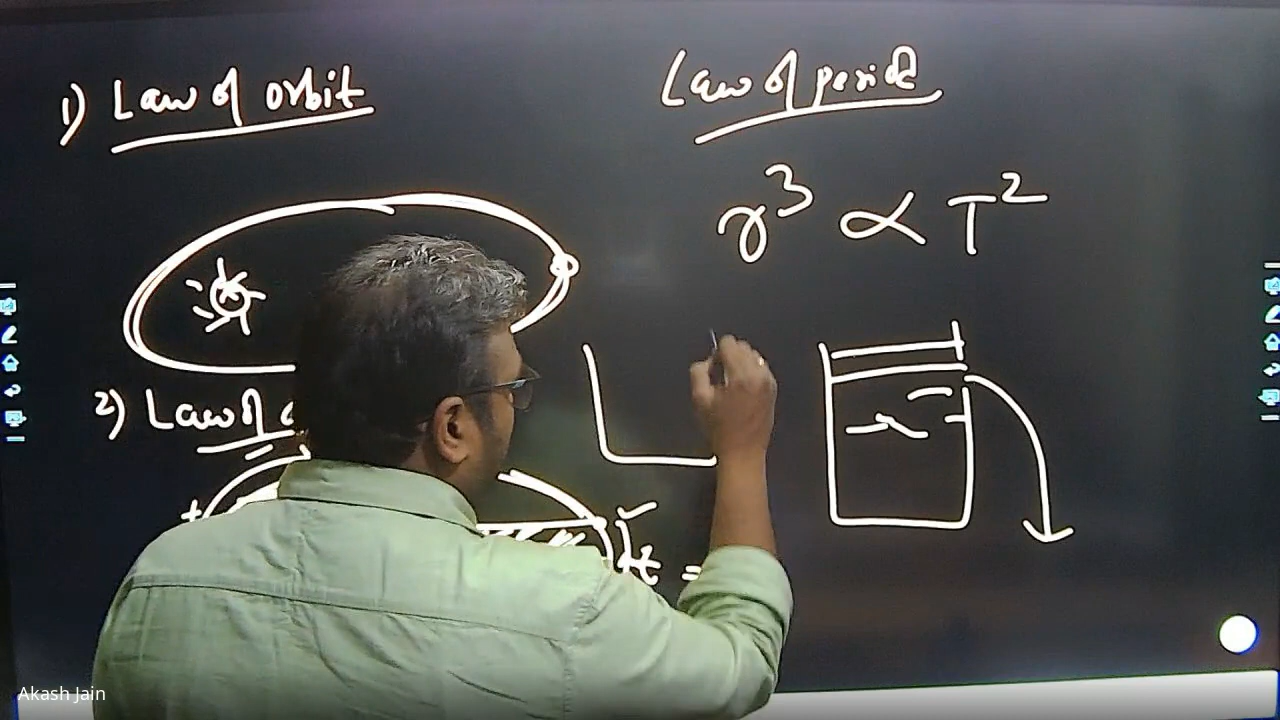 1) Law of orbit
Law of period
r³ ∝ T²
2) Law of
t =
Akash Jain